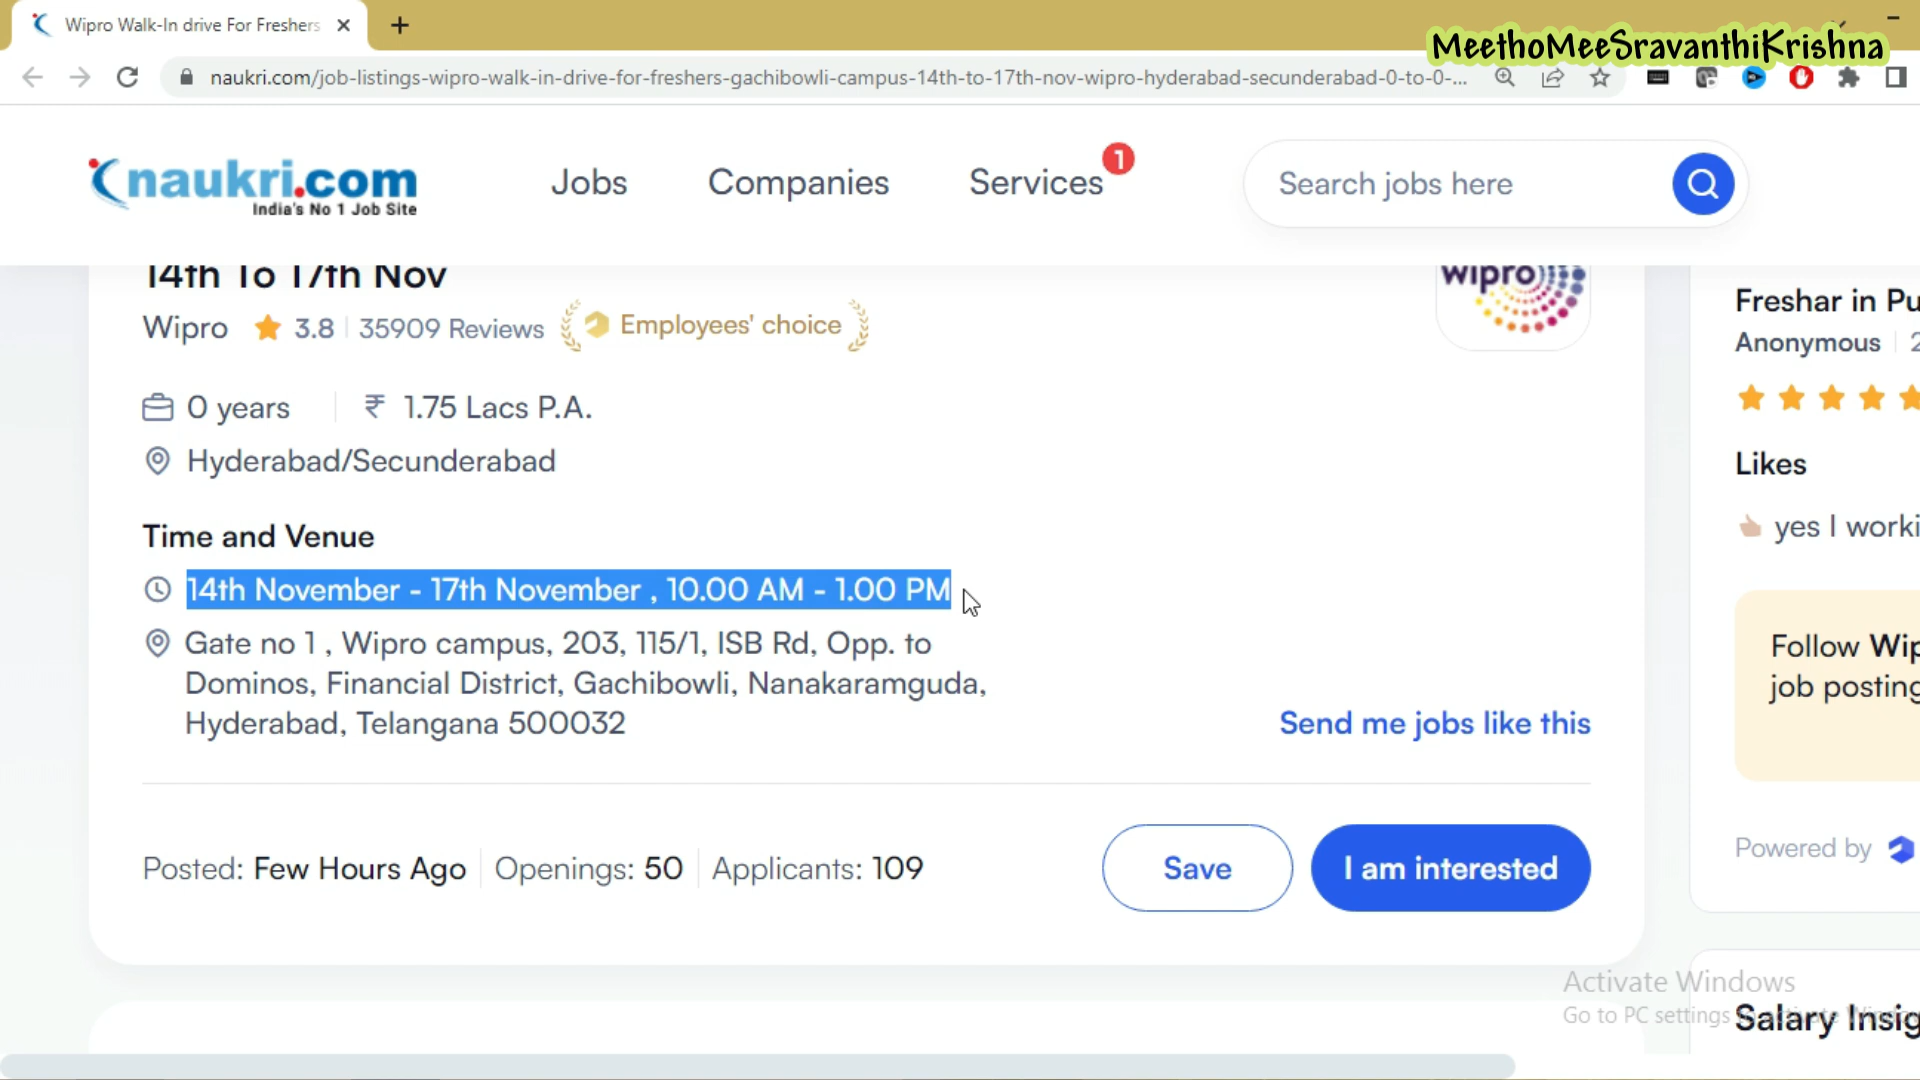 Wipro Walk-In drive For Freshers
MeethoMeeSravanthiKrishna
naukri.com/job-listings-wipro-walk-in-drive-for-freshers-gachibowli-campus-14th-to-17th-nov-wipro-hyderabad-secunderabad-0-to-0-...
naukri.com
India's No 1 Job Site
Jobs
Companies
Services
1
Search jobs here
14th To 17th Nov
Wipro 3.8 35909 Reviews Employees' choice
wipro
0 years ₹ 1.75 Lacs P.A.
Hyderabad/Secunderabad
Time and Venue
14th November - 17th November , 10.00 AM - 1.00 PM
Gate no 1 , Wipro campus, 203, 115/1, ISB Rd, Opp. to
Dominos, Financial District, Gachibowli, Nanakaramguda,
Hyderabad, Telangana 500032
Send me jobs like this
Posted: Few Hours Ago Openings: 50 Applicants: 109
Save
I am interested
Freshar in Pu
Anonymous 2
Likes
yes I worki
Follow Wip
job posting
Powered by
Activate Windows
Go to PC settings to activate Windows
Salary Insig